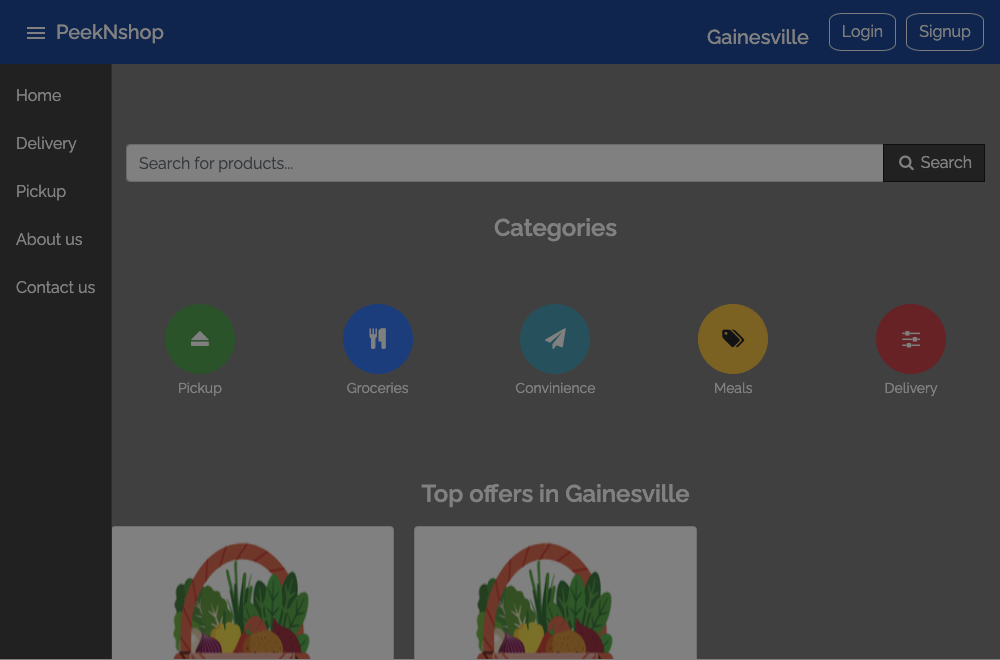 PeekNshop
Gainesville
Login
Signup
Home
Delivery
Pickup
About us
Contact us
Search for products...
Search
Categories
Pickup
Groceries
Convinience
Meals
Delivery
Top offers in Gainesville